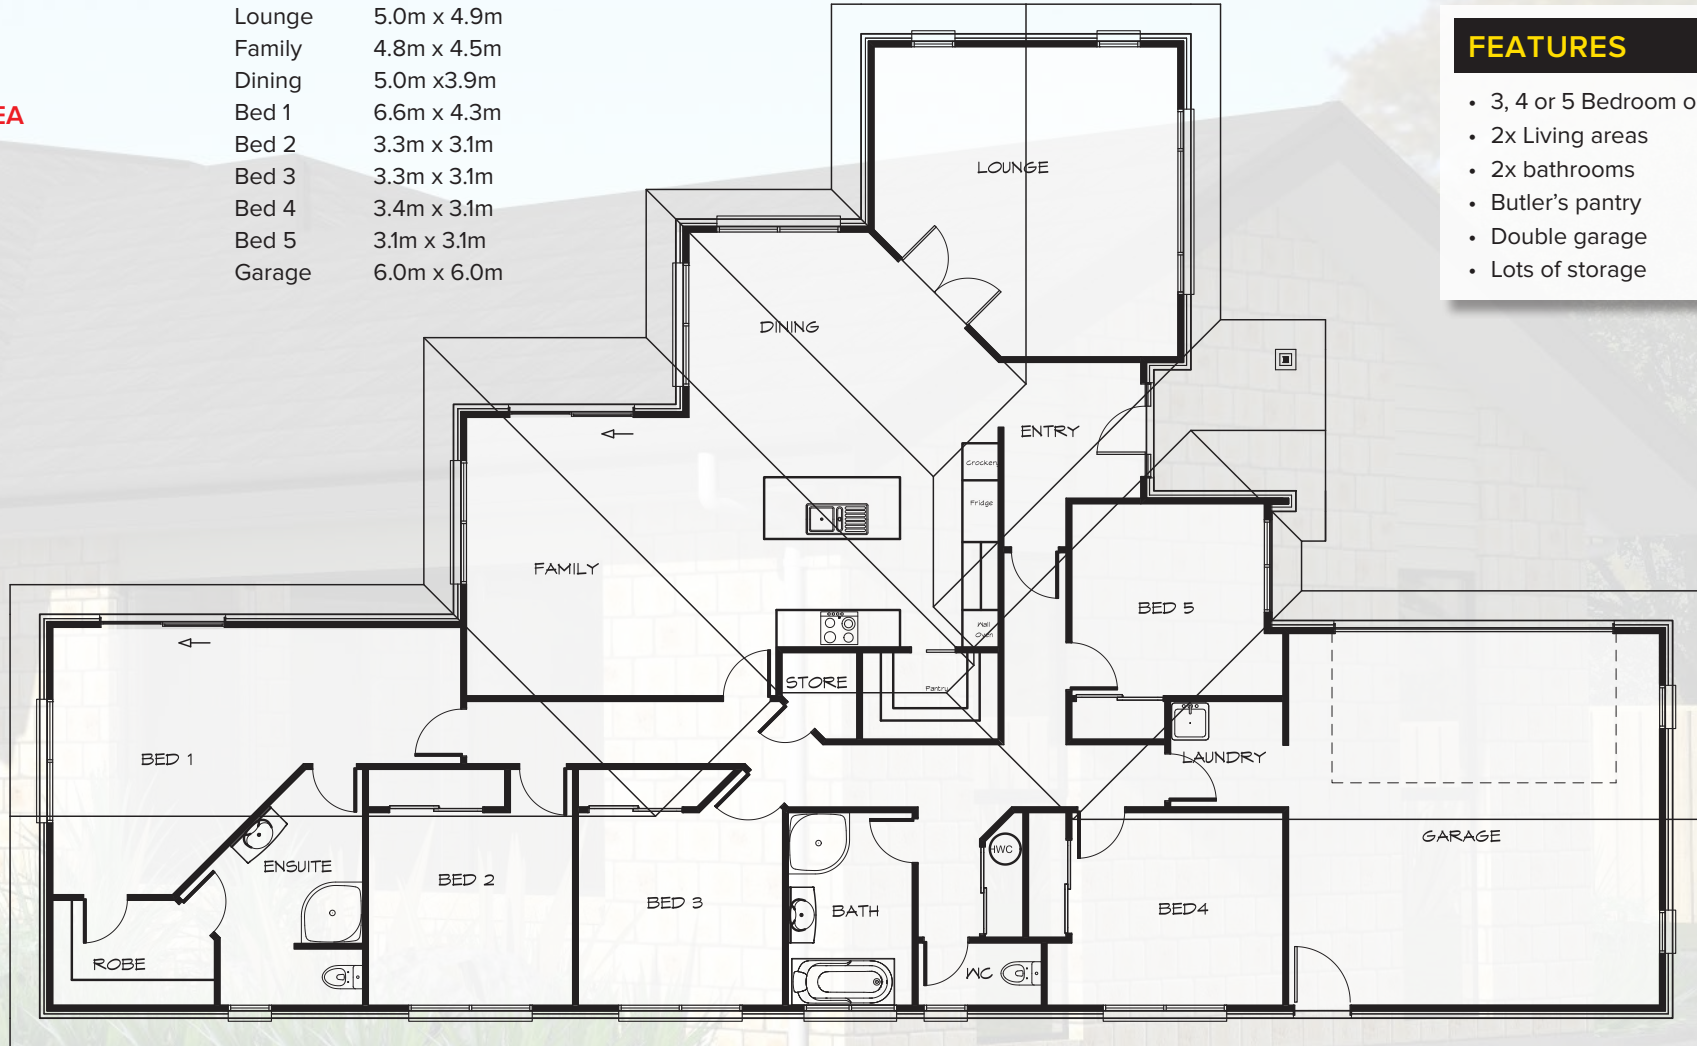 Lounge 5.0m x 4.9m
Family 4.8m x 4.5m
Dining 5.0m x3.9m
Bed 1 6.6m x 4.3m
Bed 2 3.3m x 3.1m
Bed 3 3.3m x 3.1m
Bed 4 3.4m x 3.1m
Bed 5 3.1m x 3.1m
Garage 6.0m x 6.0m
EA
FEATURES
• 3, 4 or 5 Bedroom o
• 2x Living areas
• 2x bathrooms
• Butler's pantry
• Double garage
• Lots of storage
LOUNGE
DINING
ENTRY
Crocker
Fridge
FAMILY
BED 5
Wall
Oven
STORE
Pantry
BED 1
LAUNDRY
GARAGE
HWC
ENSUITE
BED 2
BED 3
BATH
BED4
ROBE
WC